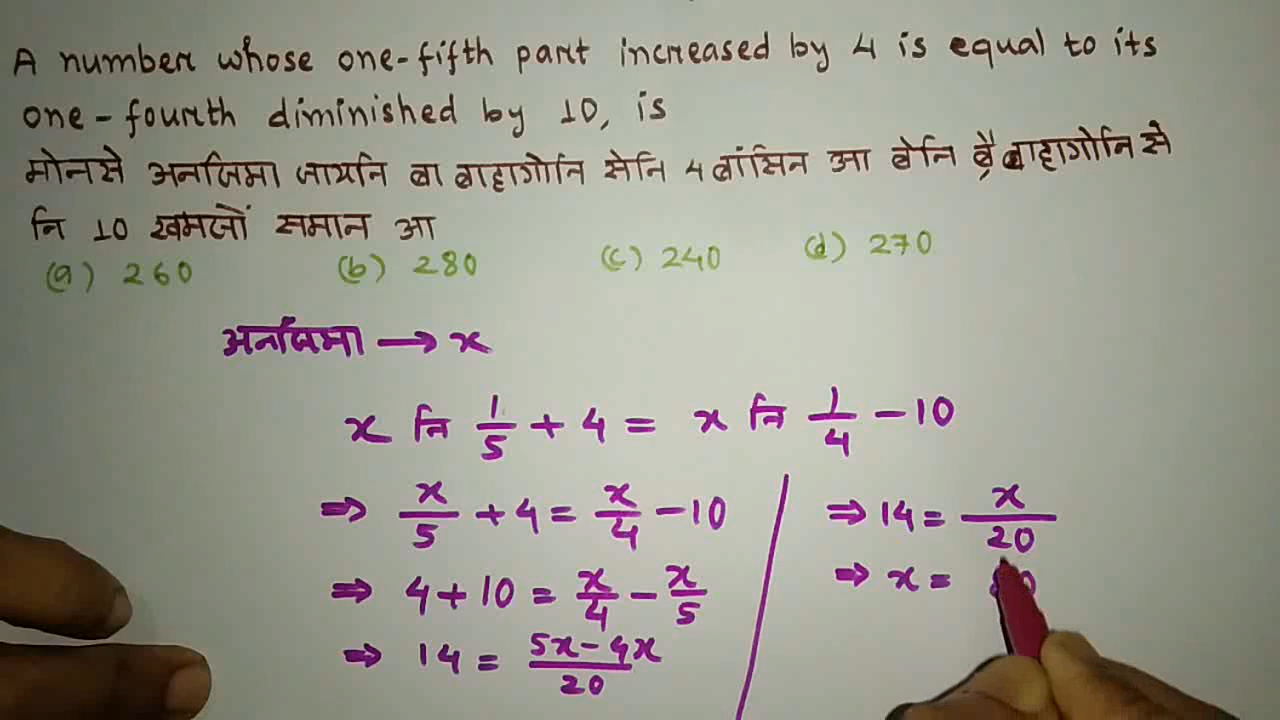 A number whose one-fifth part increased by 4 is equal to its
one-fourth diminished by 10, is
मोनसे अनजिमा जायनि बा बाहागोनि सेनि 4 बांसिन आ बेनि ब्रै बाहागोनि से
नि 10 खमजों समान आ
(a) 260 (b) 280 (c) 240 (d) 270
अनजिमा → x
x नि 1/5 + 4 = x नि 1/4 - 10
⇒ x/5 + 4 = x/4 - 10
⇒ 4 + 10 = x/4 - x/5
⇒ 14 = 5x - 4x/20
⇒ 14 = x/20
⇒ x =